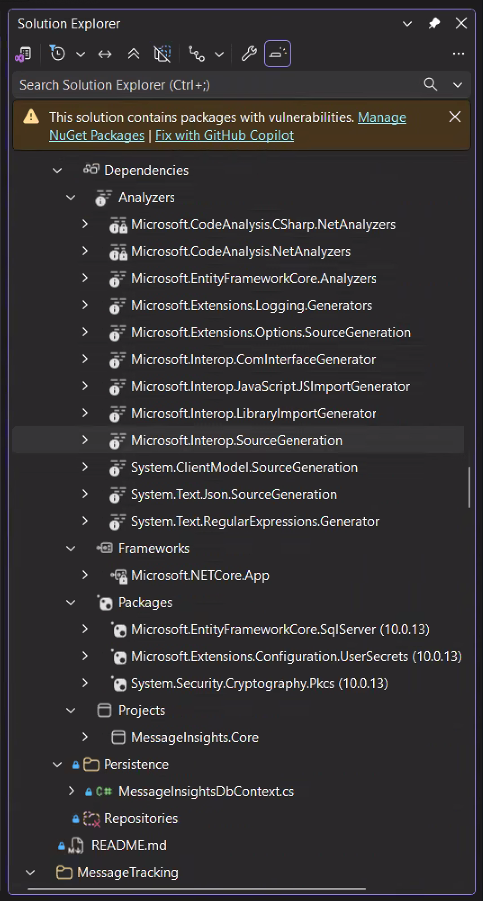 Solution Explorer
Search Solution Explorer (Ctrl+;)
This solution contains packages with vulnerabilities. Manage
NuGet Packages | Fix with GitHub Copilot
Dependencies
Analyzers
Microsoft.CodeAnalysis.CSharp.NetAnalyzers
Microsoft.CodeAnalysis.NetAnalyzers
Microsoft.EntityFrameworkCore.Analyzers
Microsoft.Extensions.Logging.Generators
Microsoft.Extensions.Options.SourceGeneration
Microsoft.Interop.ComInterfaceGenerator
Microsoft.Interop.JavaScript.JSImportGenerator
Microsoft.Interop.LibraryImportGenerator
Microsoft.Interop.SourceGeneration
System.ClientModel.SourceGeneration
System.Text.Json.SourceGeneration
System.Text.RegularExpressions.Generator
Frameworks
Microsoft.NETCore.App
Packages
Microsoft.EntityFrameworkCore.SqlServer (10.0.13)
Microsoft.Extensions.Configuration.UserSecrets (10.0.13)
System.Security.Cryptography.Pkcs (10.0.13)
Projects
MessageInsights.Core
Persistence
C# MessageInsightsDbContext.cs
Repositories
README.md
MessageTracking